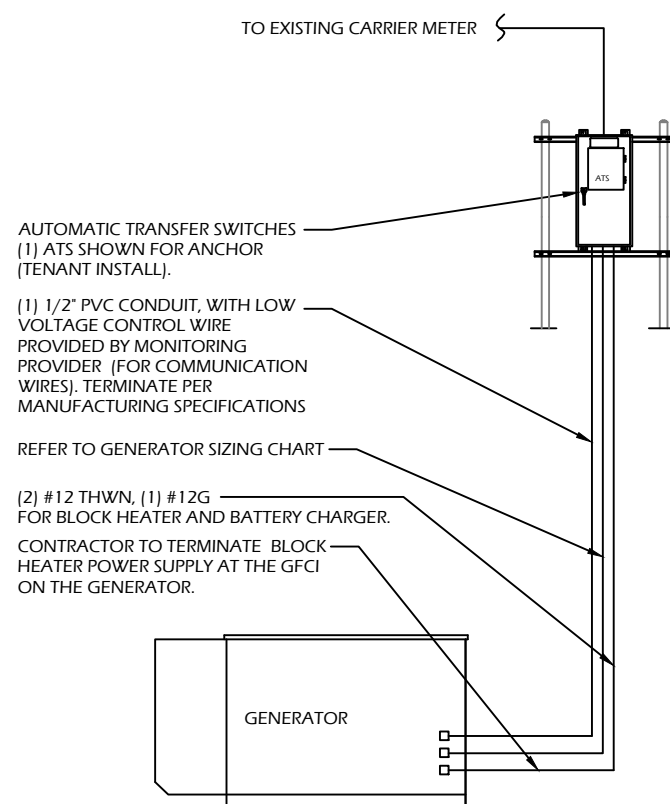 TO EXISTING CARRIER METER
ATS
AUTOMATIC TRANSFER SWITCHES
(1) ATS SHOWN FOR ANCHOR
(TENANT INSTALL).
(1) 1/2" PVC CONDUIT, WITH LOW
VOLTAGE CONTROL WIRE
PROVIDED BY MONITORING
PROVIDER (FOR COMMUNICATION
WIRES). TERMINATE PER
MANUFACTURING SPECIFICATIONS
REFER TO GENERATOR SIZING CHART
(2) #12 THWN, (1) #12G
FOR BLOCK HEATER AND BATTERY CHARGER.
CONTRACTOR TO TERMINATE BLOCK
HEATER POWER SUPPLY AT THE GFCI
ON THE GENERATOR.
GENERATOR